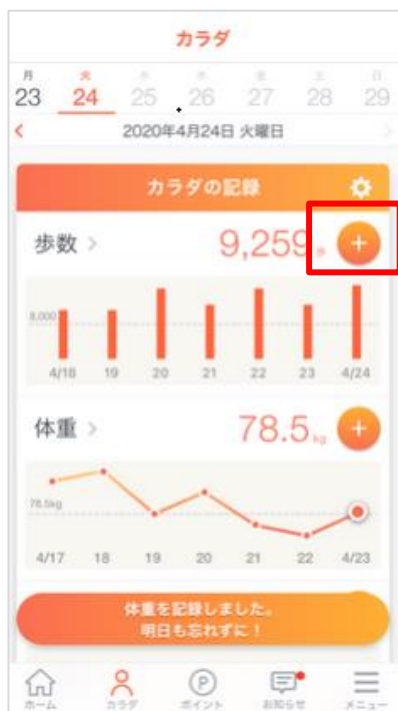 カラダ
月 火 水 木 金 土 日
23 24 25 26 27 28 29
2020年4月24日 火曜日
カラダの記録
歩数 9,259 歩
8,000
4/18 19 20 21 22 23 4/24
体重 78.5 kg
78.5kg
4/17 18 19 20 21 22 4/23
体重を記録しました。
明日も忘れずに！
ホーム カラダ ポイント お知らせ メニュー